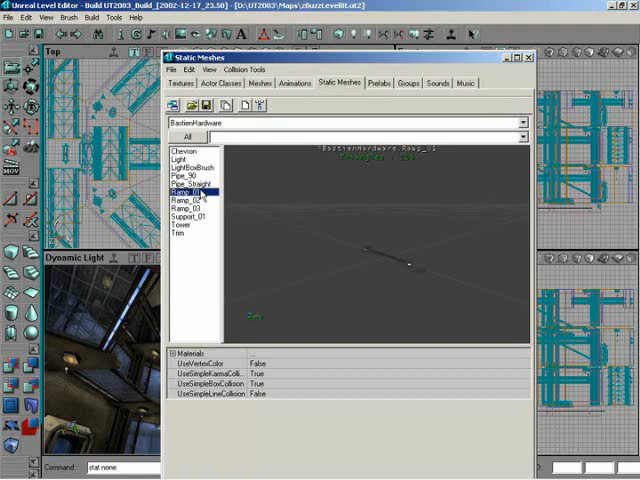 Unreal Level Editor - Build UT2003_Build_[2002-12-17_23.50] - [D:\UT2003\Maps\zBuzzLevel8t.ut2]
File Edit View Brush Build Tools Help
Top
Static Meshes
File Edit View Collision Tools
Textures Actor Classes Meshes Animations Static Meshes Prefabs Groups Sounds Music
BastienHardware
All
Chevron
Light
LightBoxBrush
Pipe_90
Pipe_Straight
Ramp_01
Ramp_02
Ramp_03
Support_01
Tower
Trim
BastienHardware.Ramp_01
Triangles :
MOV
Dynamic Light
Materials ...
UseVertexColor False
UseSimpleKarmaColli... True
UseSimpleBoxCollision True
UseSimpleLineCollision False
Command : stat none